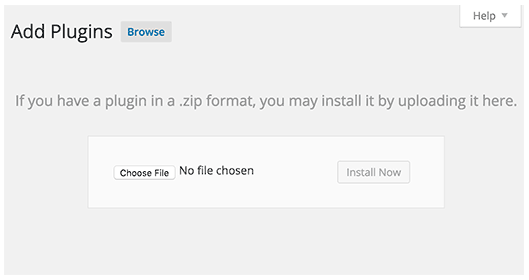 Help
Add Plugins Browse
If you have a plugin in a .zip format, you may install it by uploading it here.
Choose File No file chosen Install Now